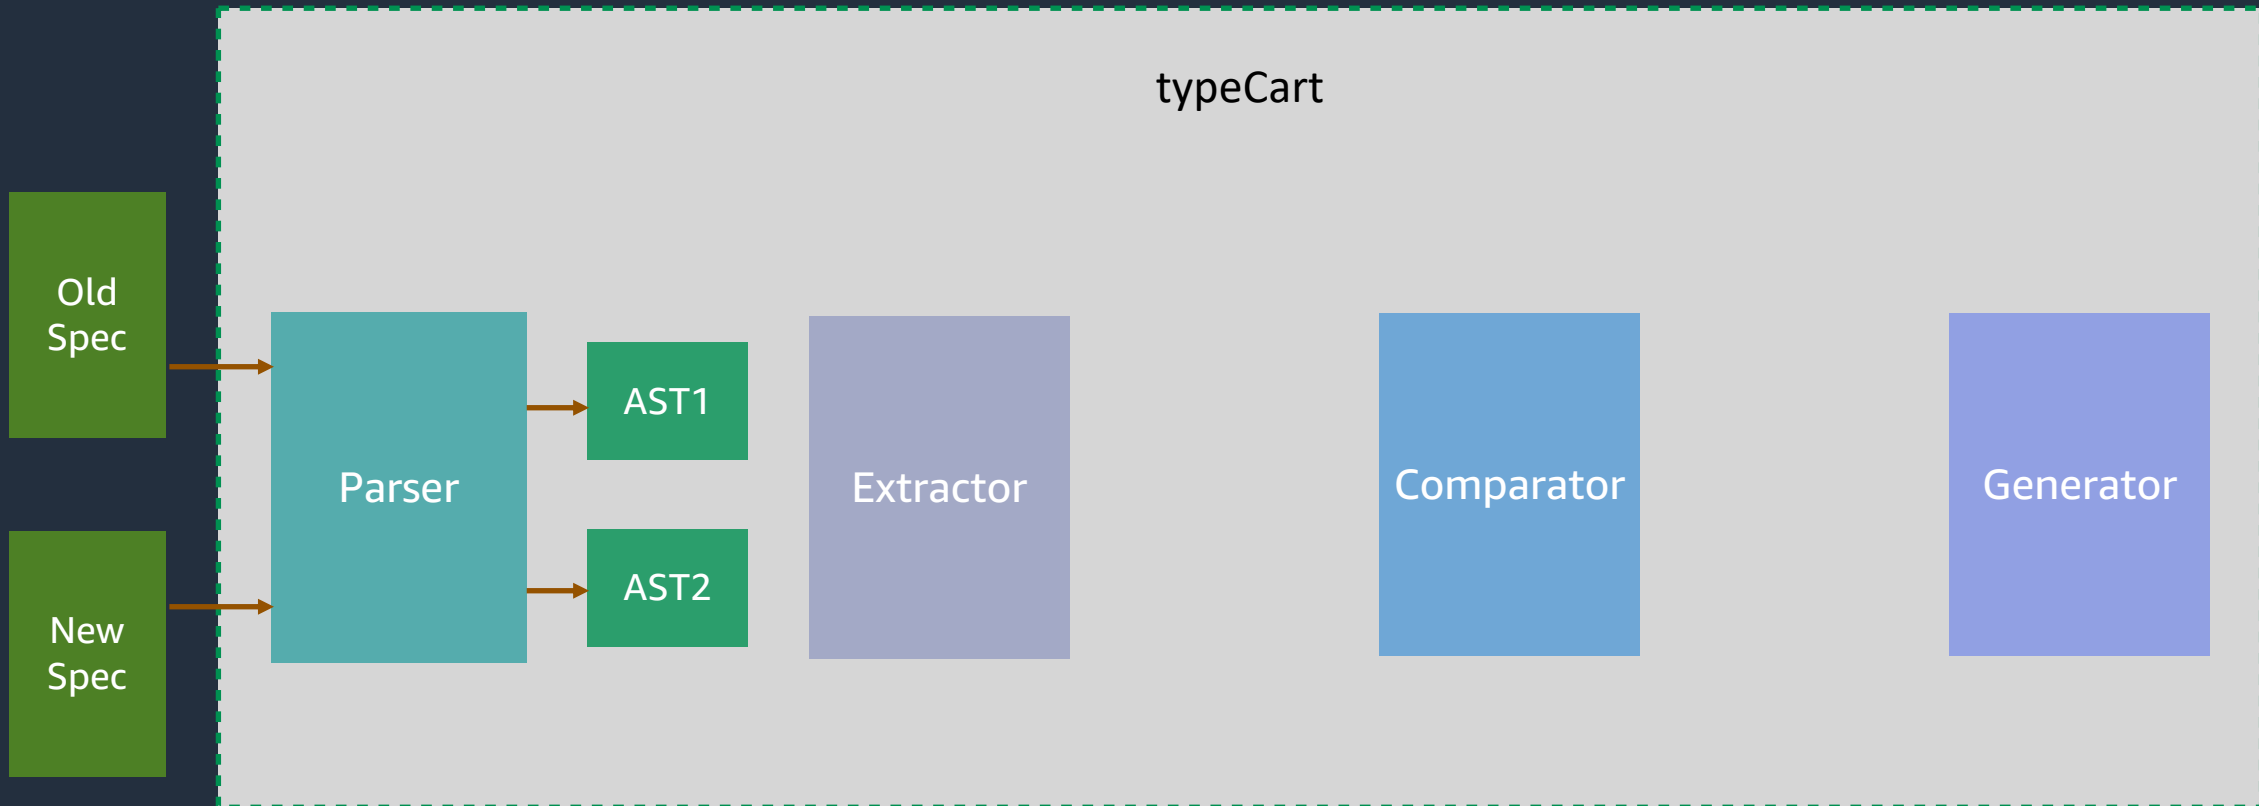 typeCart
Old
Spec
New
Spec
Parser
AST1
AST2
Extractor
Comparator
Generator